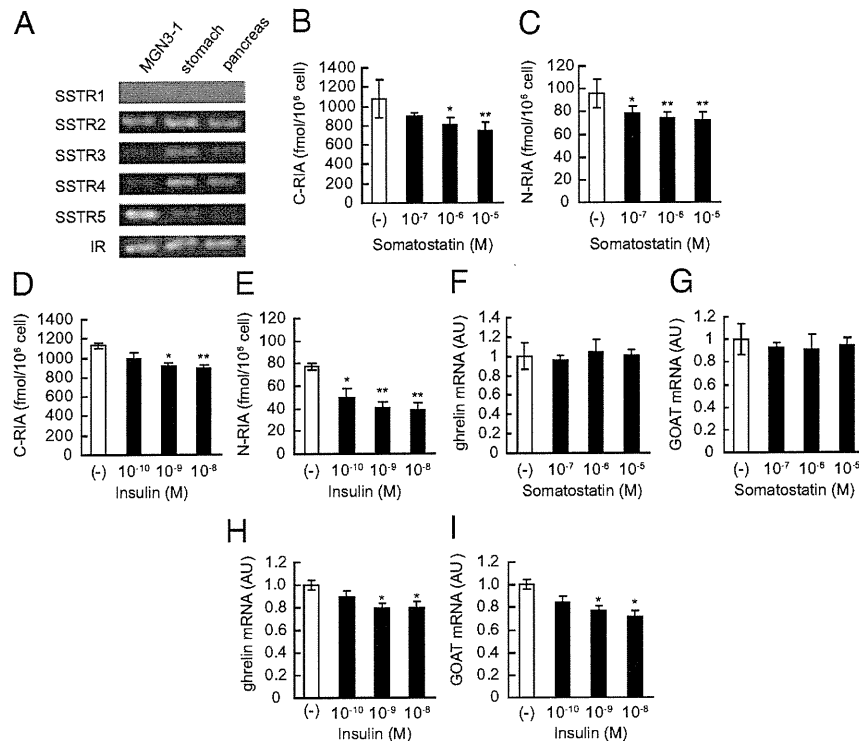 A
MGN3-1 stomach pancreas
SSTR1
SSTR2
SSTR3
SSTR4
SSTR5
IR
B
C-RIA (fmol/10⁶ cell)
1400
1200
1000
800
600
400
200
0
* **
(-) 10⁻⁷ 10⁻⁶ 10⁻⁵
Somatostatin (M)
C
N-RIA (fmol/10⁶ cell)
120
100
80
60
40
20
0
* ** **
(-) 10⁻⁷ 10⁻⁶ 10⁻⁵
Somatostatin (M)
D
C-RIA (fmol/10⁶ cell)
1400
1200
1000
800
600
400
200
0
* **
(-) 10⁻¹⁰ 10⁻⁹ 10⁻⁸
Insulin (M)
E
N-RIA (fmol/10⁶ cell)
120
100
80
60
40
20
0
* ** **
(-) 10⁻¹⁰ 10⁻⁹ 10⁻⁸
Insulin (M)
F
ghrelin mRNA (AU)
1.4
1.2
1
0.8
0.6
0.4
0.2
0
(-) 10⁻⁷ 10⁻⁶ 10⁻⁵
Somatostatin (M)
G
GOAT mRNA (AU)
1.2
1
0.8
0.6
0.4
0.2
0
(-) 10⁻⁷ 10⁻⁶ 10⁻⁵
Somatostatin (M)
H
ghrelin mRNA (AU)
1.2
1.0
0.8
0.6
0.4
0.2
0
* *
(-) 10⁻¹⁰ 10⁻⁹ 10⁻⁸
Insulin (M)
I
GOAT mRNA (AU)
1.2
1.0
0.8
0.6
0.4
0.2
0
* *
(-) 10⁻¹⁰ 10⁻⁹ 10⁻⁸
Insulin (M)